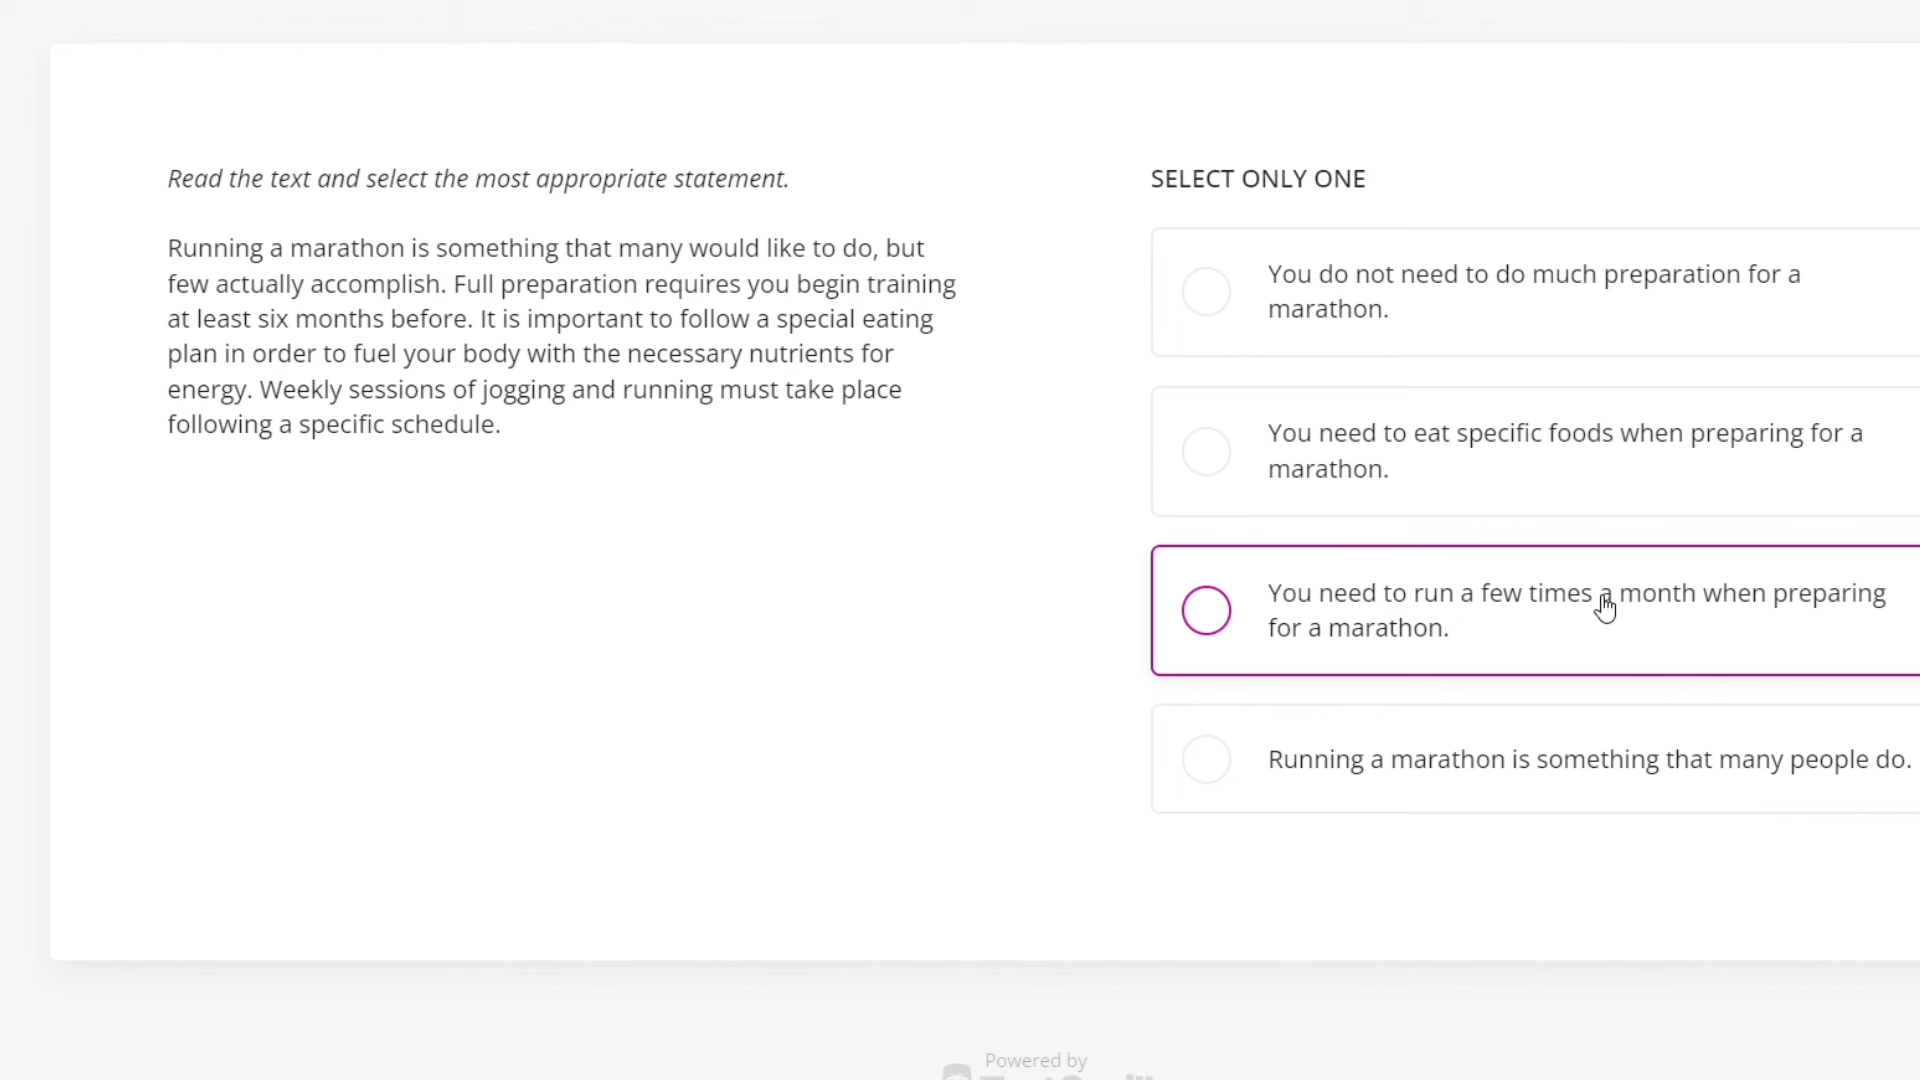 Read the text and select the most appropriate statement.
Running a marathon is something that many would like to do, but
few actually accomplish. Full preparation requires you begin training
at least six months before. It is important to follow a special eating
plan in order to fuel your body with the necessary nutrients for
energy. Weekly sessions of jogging and running must take place
following a specific schedule.
SELECT ONLY ONE
You do not need to do much preparation for a
marathon.
You need to eat specific foods when preparing for a
marathon.
You need to run a few times a month when preparing
for a marathon.
Running a marathon is something that many people do.
Powered by